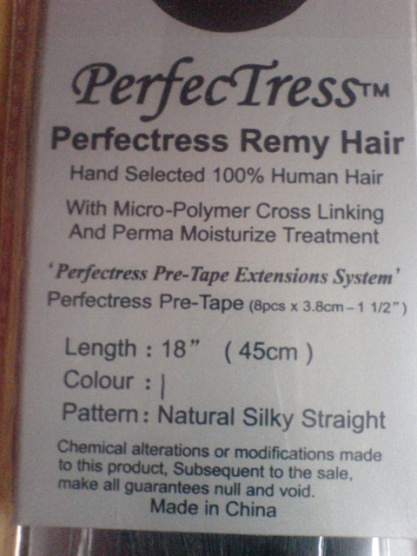 PerfecTress™
Perfectress Remy Hair
Hand Selected 100% Human Hair
With Micro-Polymer Cross Linking
And Perma Moisturize Treatment
‘Perfectress Pre-Tape Extensions System’
Perfectress Pre-Tape (8pcs x 3.8cm – 1 1/2”)
Length : 18” ( 45cm )
Colour : |
Pattern : Natural Silky Straight
Chemical alterations or modifications made
to this product, Subsequent to the sale,
make all guarantees null and void.
Made in China